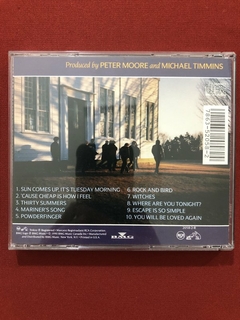 Produced by PETER MOORE and MICHAEL TIMMINS
1. SUN COMES UP, IT'S TUESDAY MORNING
2. 'CAUSE CHEAP IS HOW I FEEL
3. THIRTY SUMMERS
4. MARINER'S SONG
5. POWDERFINGER
6. ROCK AND BIRD
7. WITCHES
8. WHERE ARE YOU TONIGHT?
9. ESCAPE IS SO SIMPLE
10. YOU WILL BE LOVED AGAIN
BMG